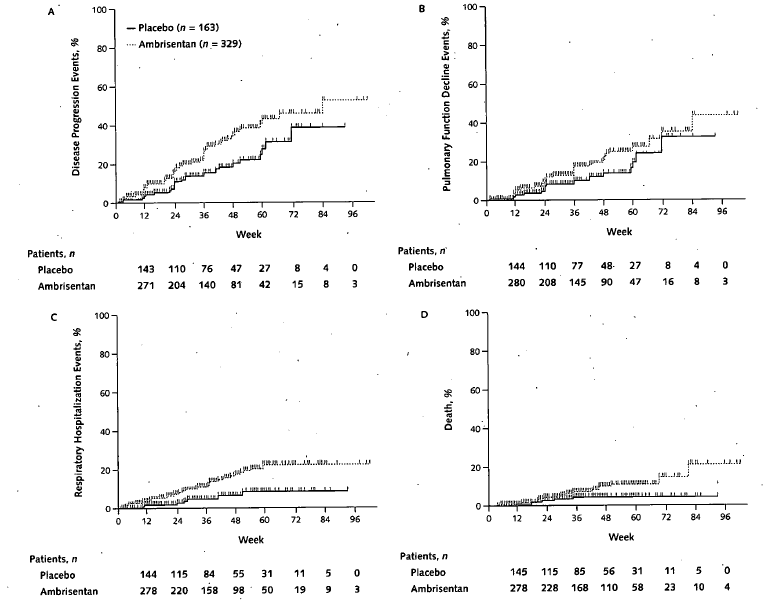 A
Disease Progression Events, %
100
80
60
40
20
0
Placebo (n = 163)
Ambrisentan (n = 329)
0 12 24 36 48 60 72 84 96
Week
Patients, n
Placebo 143 110 76 47 27 8 4 0
Ambrisentan 271 204 140 81 42 15 8 3
B
Pulmonary Function Decline Events, %
100
80
60
40
20
0
0 12 24 36 48 60 72 84 96
Week
Patients, n
Placebo 144 110 77 48 27 8 4 0
Ambrisentan 280 208 145 90 47 16 8 3
C
Respiratory Hospitalization Events, %
100
80
60
40
20
0
0 12 24 36 48 60 72 84 96
Week
Patients, n
Placebo 144 115 84 55 31 11 5 0
Ambrisentan 278 220 158 98 50 19 9 3
D
Death, %
100
80
60
40
20
0
0 12 24 36 48 60 72 84 96
Week
Patients, n
Placebo 145 115 85 56 31 11 5 0
Ambrisentan 278 228 168 110 58 23 10 4